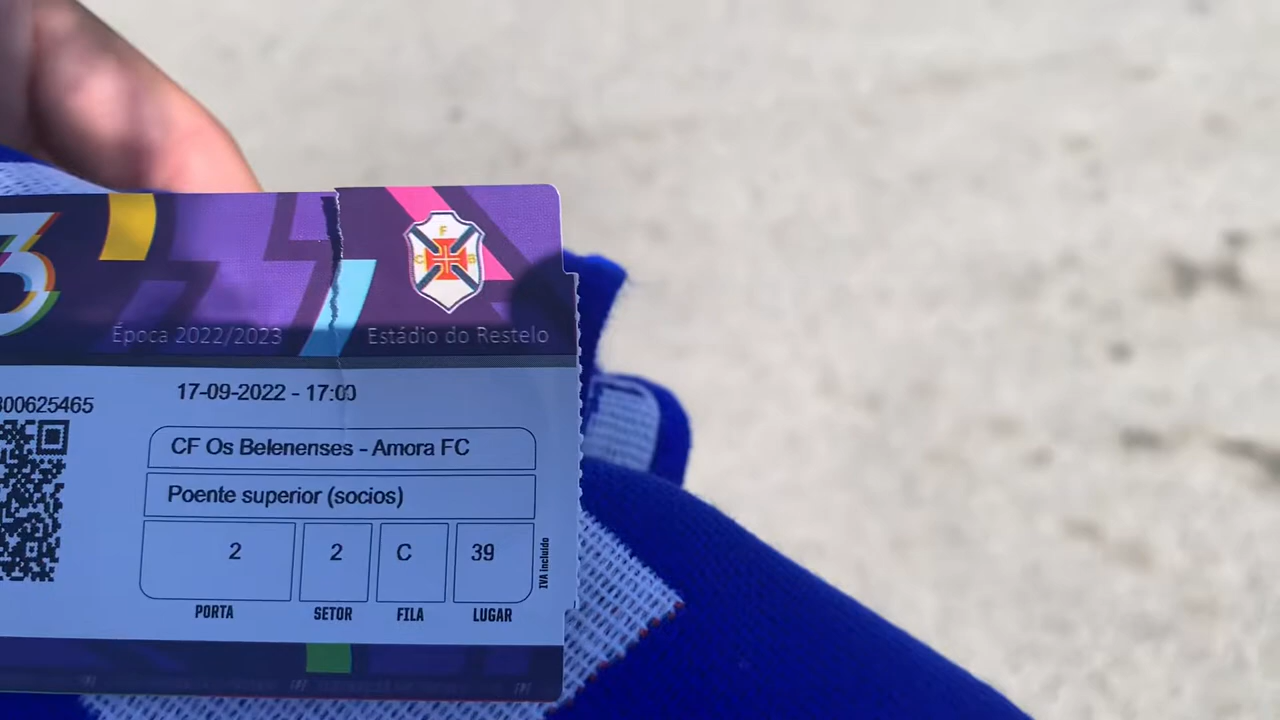 3
F
C B
Época 2022/2023 Estádio do Restelo
17-09-2022 - 17:00
300625465
CF Os Belenenses - Amora FC
Poente superior (socios)
2 2 C 39
PORTA SETOR FILA LUGAR
IVA incluído